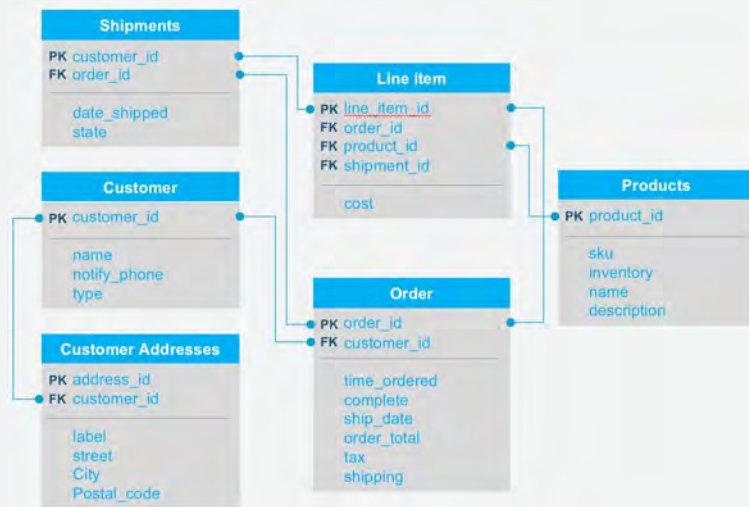 Shipments
PK customer_id
FK order_id
date_shipped
state
Customer
PK customer_id
name
notify_phone
type
Customer Addresses
PK address_id
FK customer_id
label
street
City
Postal_code
Line item
PK line_item_id
FK order_id
FK product_id
FK shipment_id
cost
Order
PK order_id
FK customer_id
time_ordered
complete
ship_date
order_total
tax
shipping
Products
PK product_id
sku
inventory
name
description